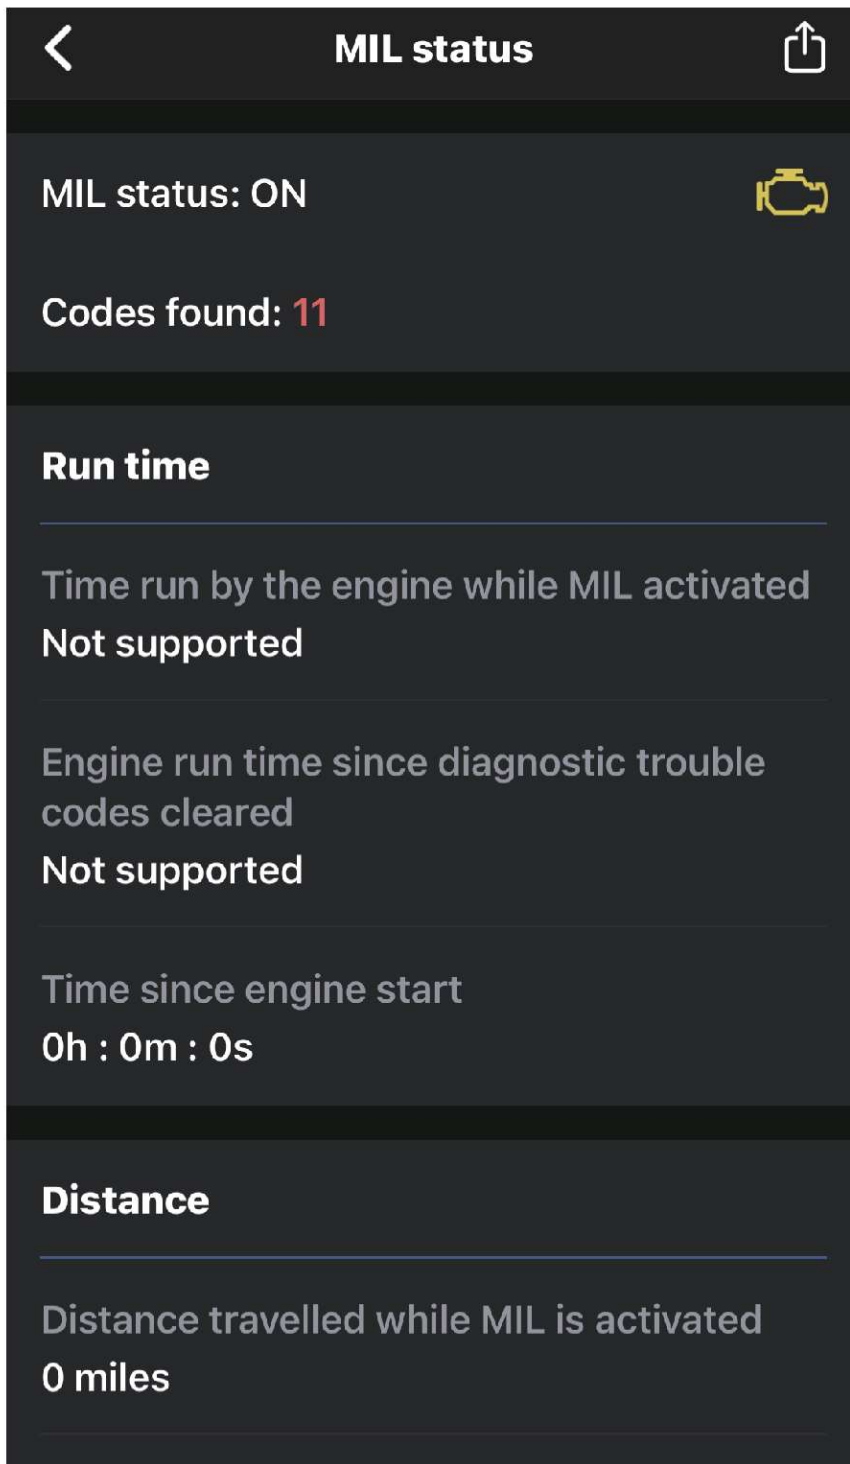 MIL status
MIL status: ON
Codes found: 11
Run time
Time run by the engine while MIL activated
Not supported
Engine run time since diagnostic trouble
codes cleared
Not supported
Time since engine start
0h : 0m : 0s
Distance
Distance travelled while MIL is activated
0 miles